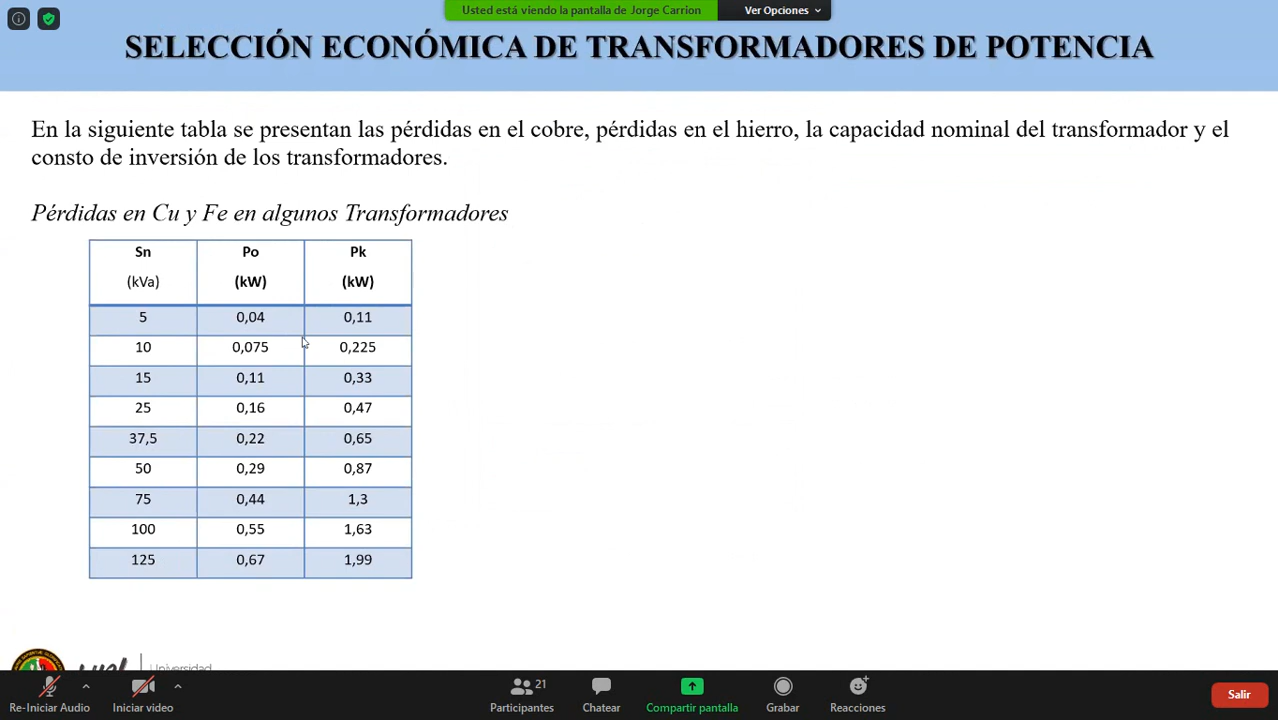 Usted está viendo la pantalla de Jorge Carrion
Ver Opciones
SELECCIÓN ECONÓMICA DE TRANSFORMADORES DE POTENCIA
En la siguiente tabla se presentan las pérdidas en el cobre, pérdidas en el hierro, la capacidad nominal del transformador y el
consto de inversión de los transformadores.
Pérdidas en Cu y Fe en algunos Transformadores
Sn Po Pk
(kVa) (kW) (kW)
5 0,04 0,11
10 0,075 0,225
15 0,11 0,33
25 0,16 0,47
37,5 0,22 0,65
50 0,29 0,87
75 0,44 1,3
100 0,55 1,63
125 0,67 1,99
Universidad
21
Re-Iniciar Audio
Iniciar video
Participantes
Chatear
Compartir pantalla
Grabar
Reacciones
Salir